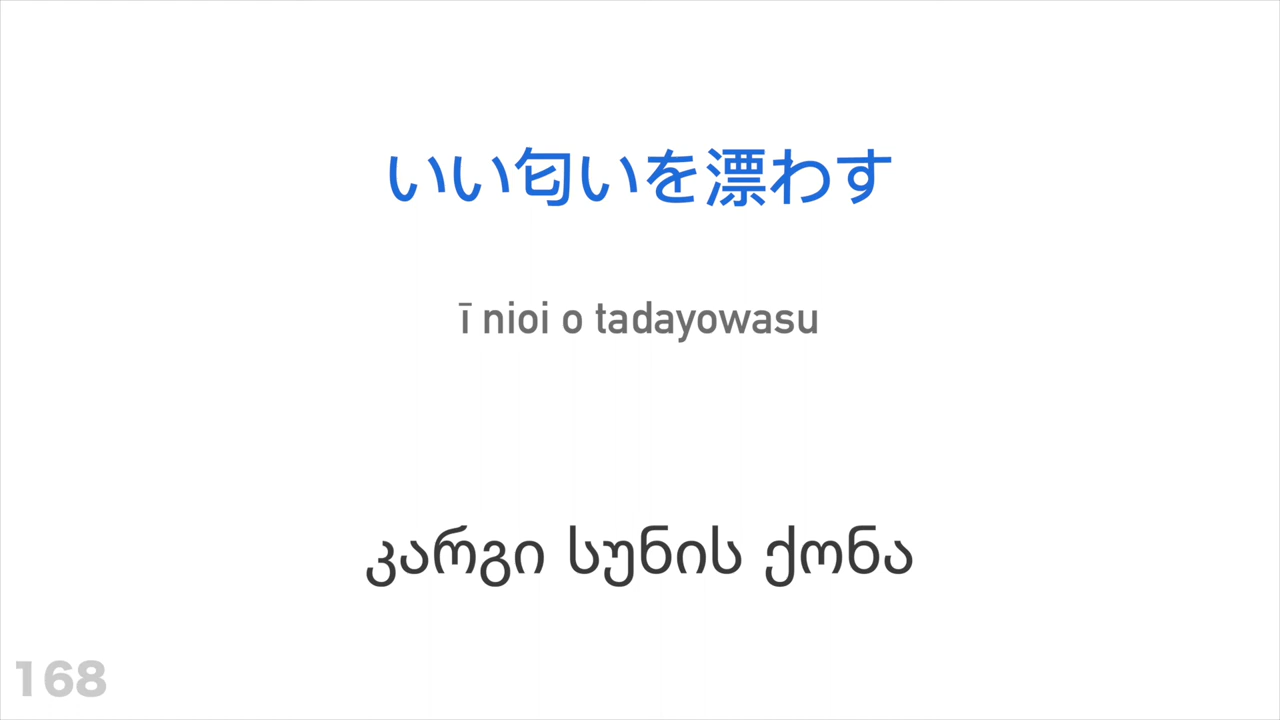 いい匂いを漂わす
ī nioi o tadayowasu
კარგი სუნის ქონა
168